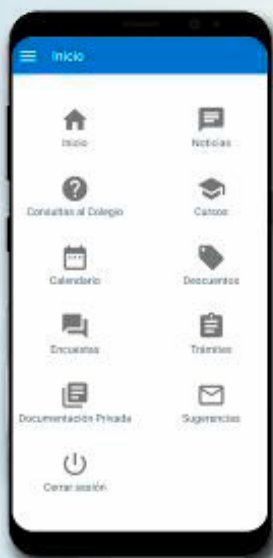 Inicio
Inicio
Noticias
Consultas al Colegio
Cursos
Calendario
Descuentos
Encuestas
Trámites
Documentación Privada
Sugerencias
Cerrar sesión